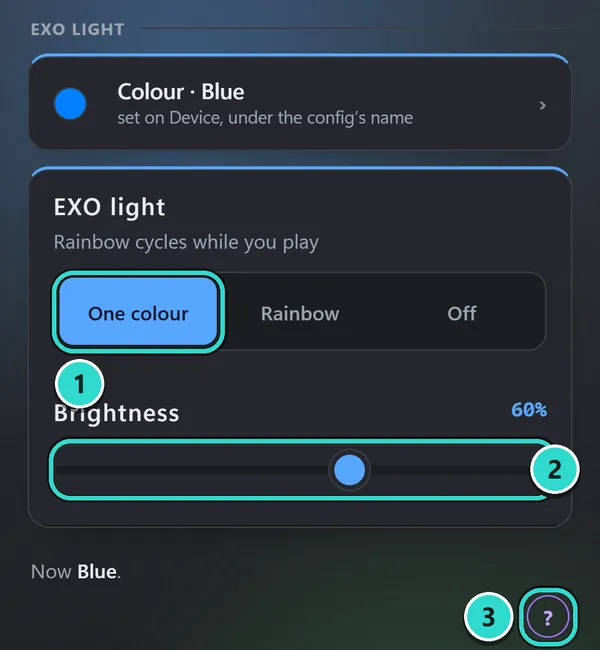 EXO LIGHT
Colour · Blue
set on Device, under the config’s name
›
EXO light
Rainbow cycles while you play
One colour
Rainbow
Off
1
Brightness
60%
2
Now Blue.
3
?